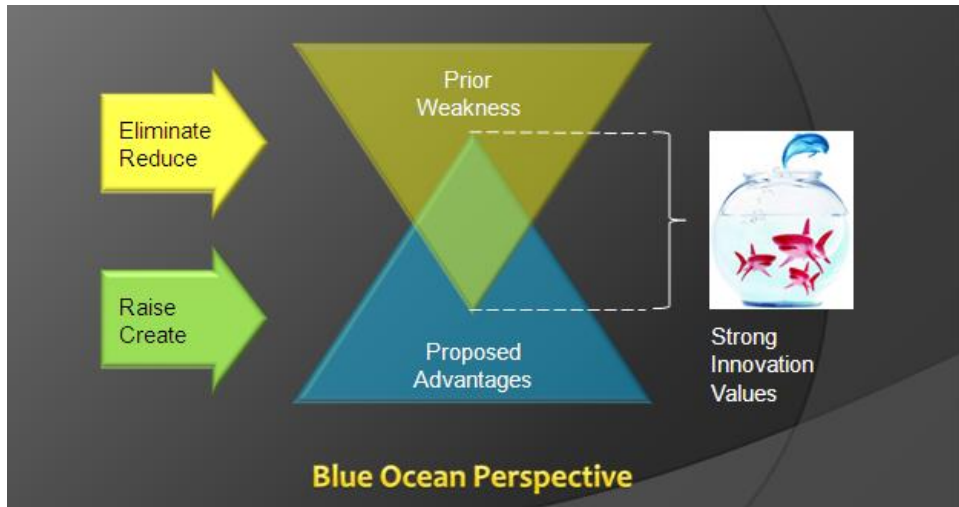 Eliminate
Reduce
Prior
Weakness
Raise
Create
Proposed
Advantages
Strong
Innovation
Values
Blue Ocean Perspective